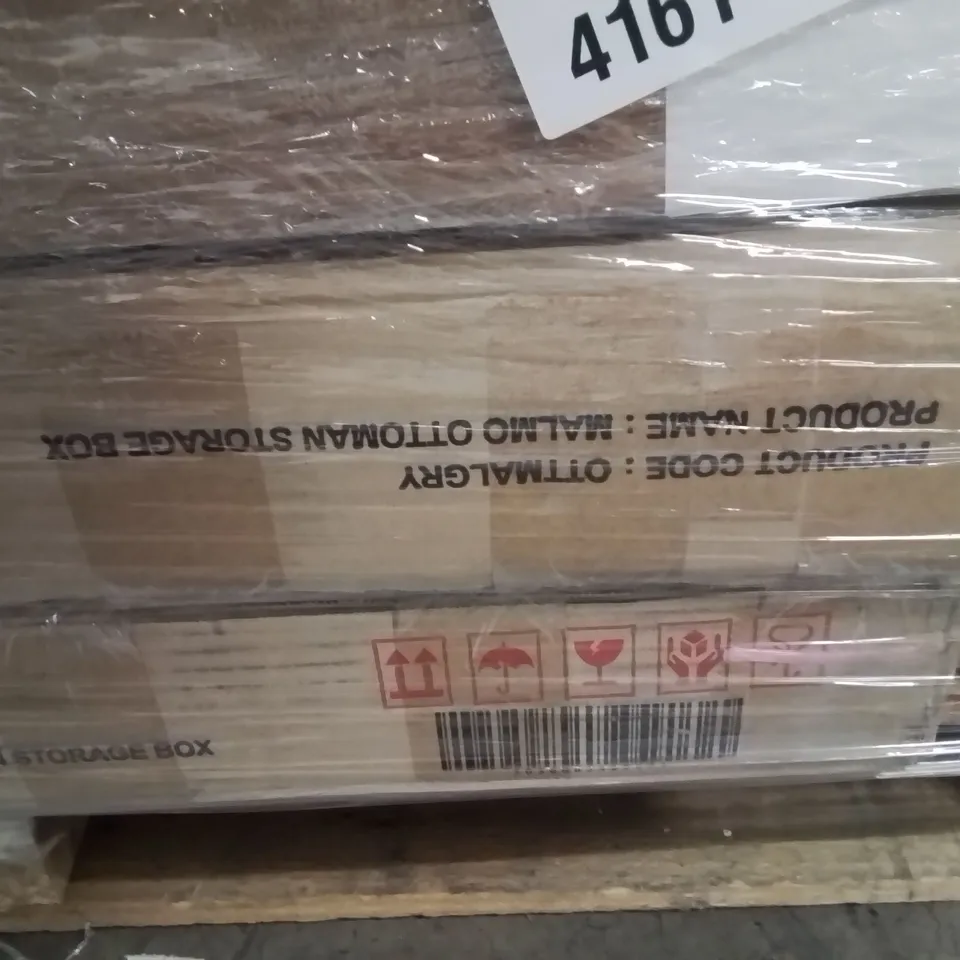 4161
PRODUCT CODE : OTTMALGRY
PRODUCT NAME : MALMO OTTOMAN STORAGE BOX
STORAGE BOX